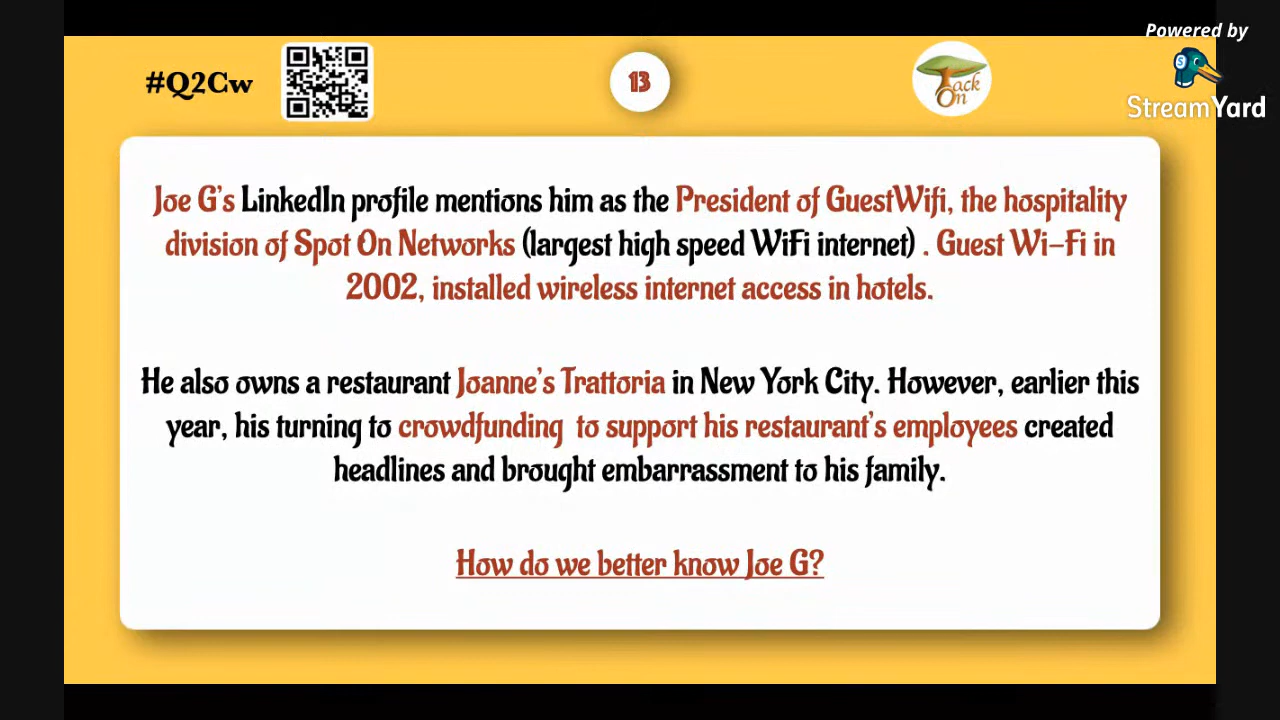 Powered by
StreamYard
#Q2Cw
13
Tack
On
Joe G's LinkedIn profile mentions him as the President of GuestWifi, the hospitality
division of Spot On Networks (largest high speed WiFi internet) . Guest Wi-Fi in
2002, installed wireless internet access in hotels.
He also owns a restaurant Joanne's Trattoria in New York City. However, earlier this
year, his turning to crowdfunding to support his restaurant's employees created
headlines and brought embarrassment to his family.
How do we better know Joe G?